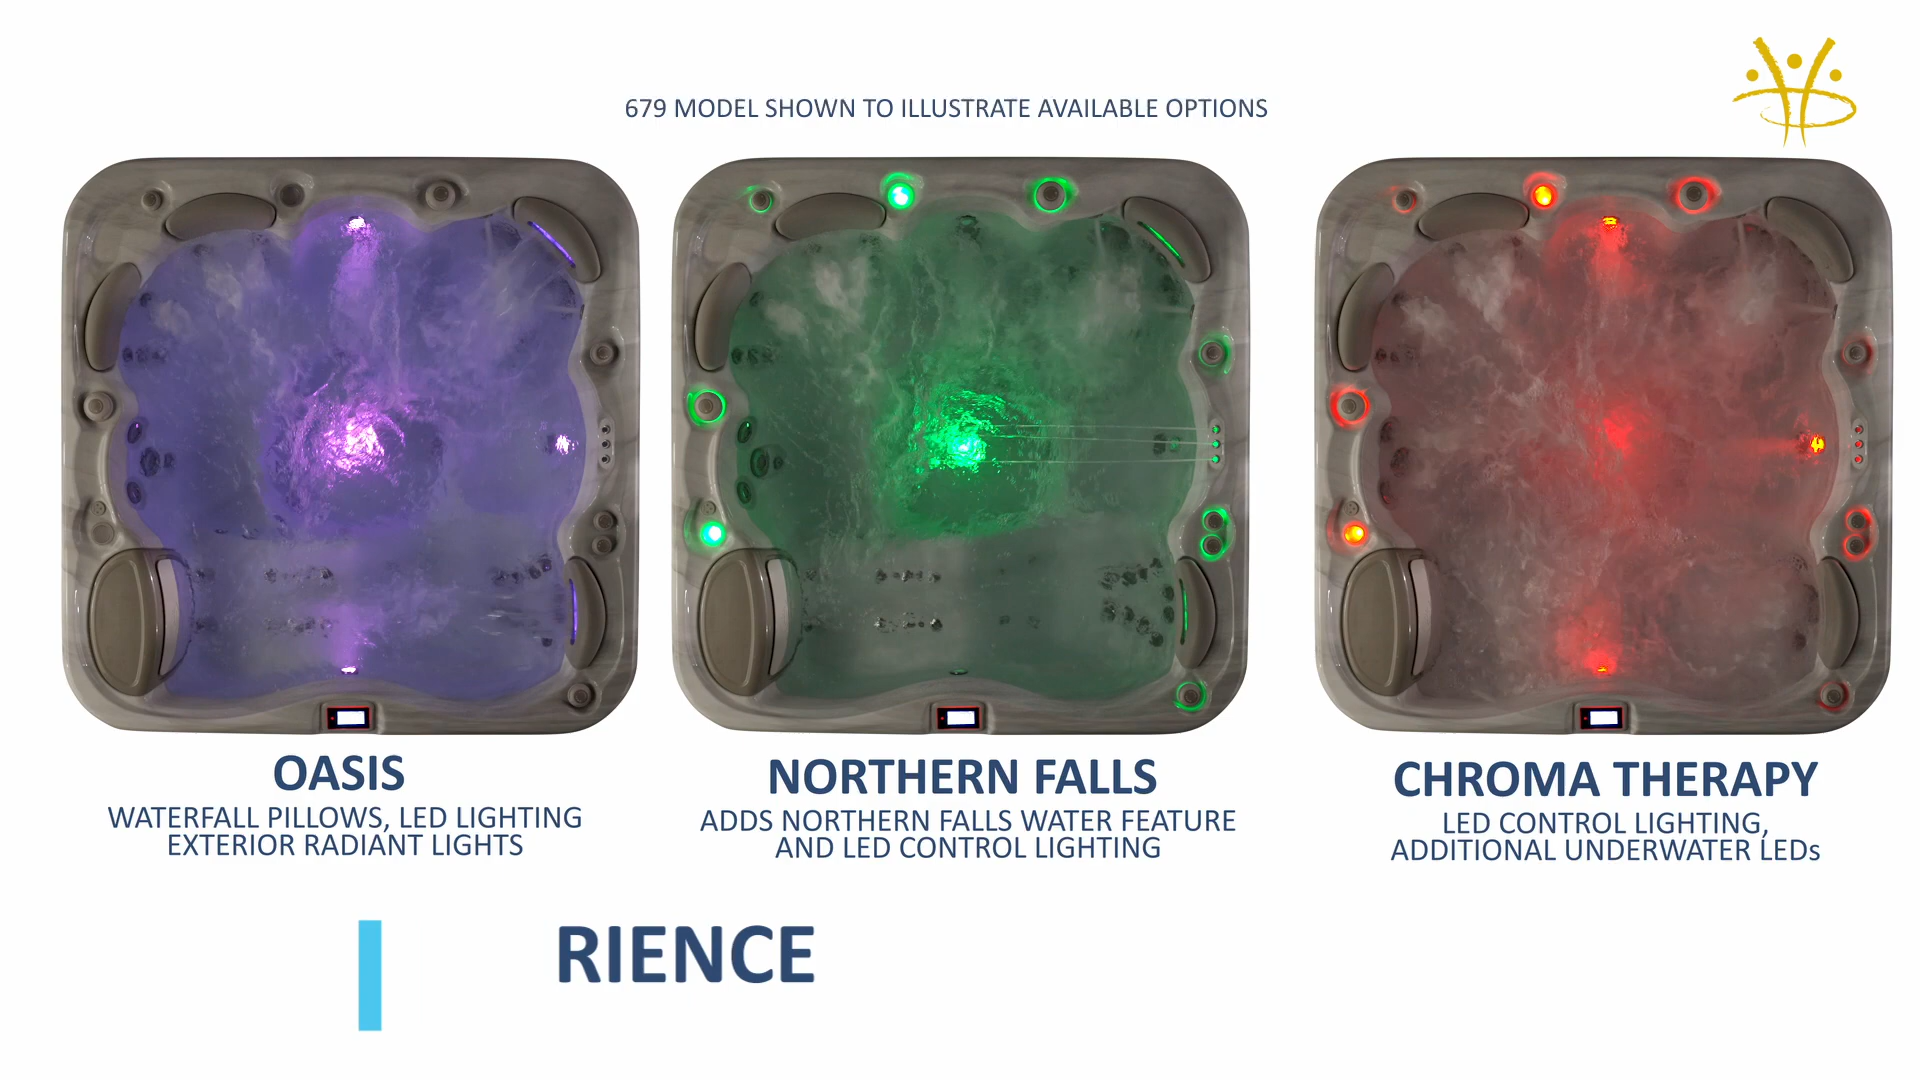 679 MODEL SHOWN TO ILLUSTRATE AVAILABLE OPTIONS
OASIS
WATERFALL PILLOWS, LED LIGHTING
EXTERIOR RADIANT LIGHTS
NORTHERN FALLS
ADDS NORTHERN FALLS WATER FEATURE
AND LED CONTROL LIGHTING
CHROMA THERAPY
LED CONTROL LIGHTING,
ADDITIONAL UNDERWATER LEDs
RIENCE